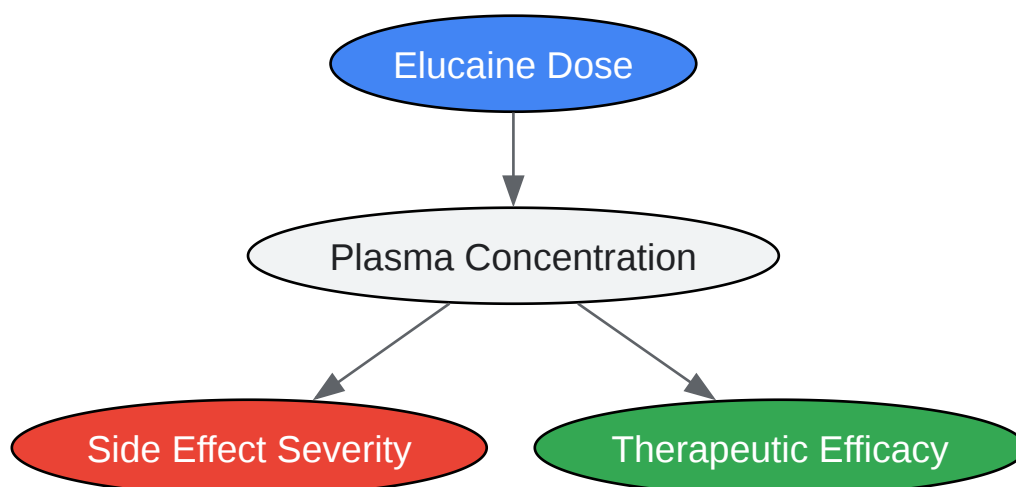 Elucaine Dose
Plasma Concentration
Side Effect Severity
Therapeutic Efficacy